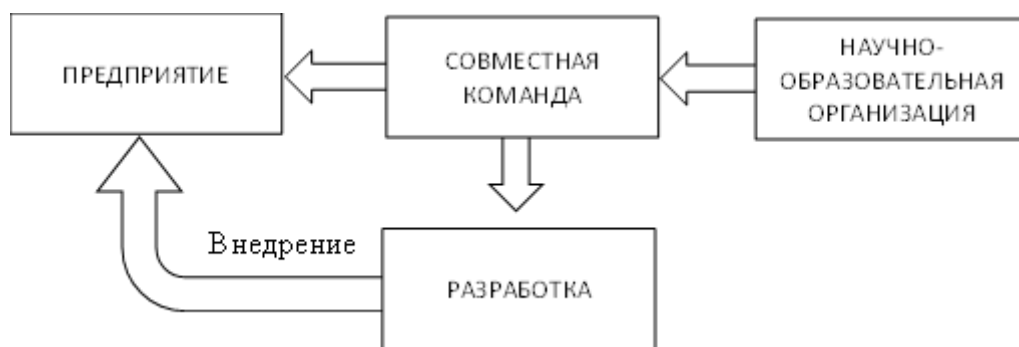 ПРЕДПРИЯТИЕ
СОВМЕСТНАЯ
КОМАНДА
НАУЧНО-
ОБРАЗОВАТЕЛЬНАЯ
ОРГАНИЗАЦИЯ
Внедрение
РАЗРАБОТКА